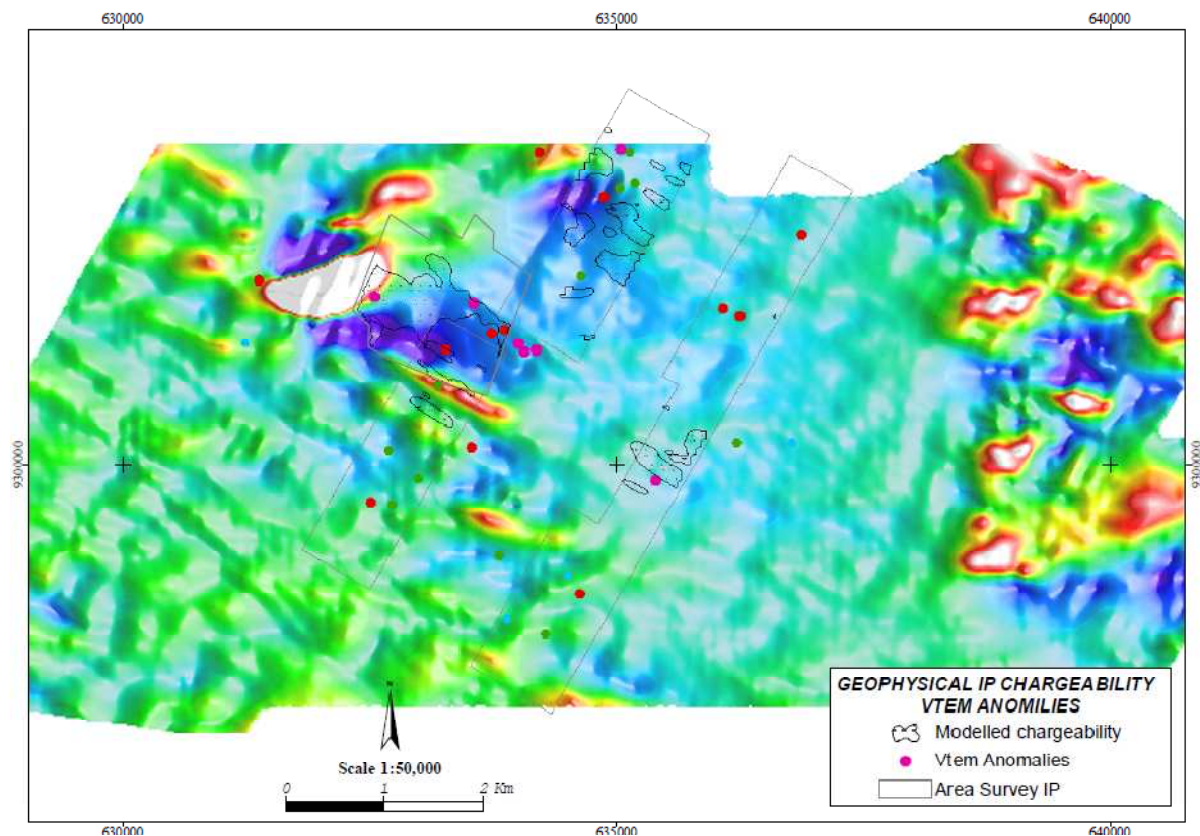 630000 635000 640000
9300000 9300000
GEOPHYSICAL IP CHARGEABILITY
VTEM ANOMILIES
Modelled chargeability
Vtem Anomalies
Area Survey IP
N
Scale 1:50,000
0 1 2 Km
630000 635000 640000